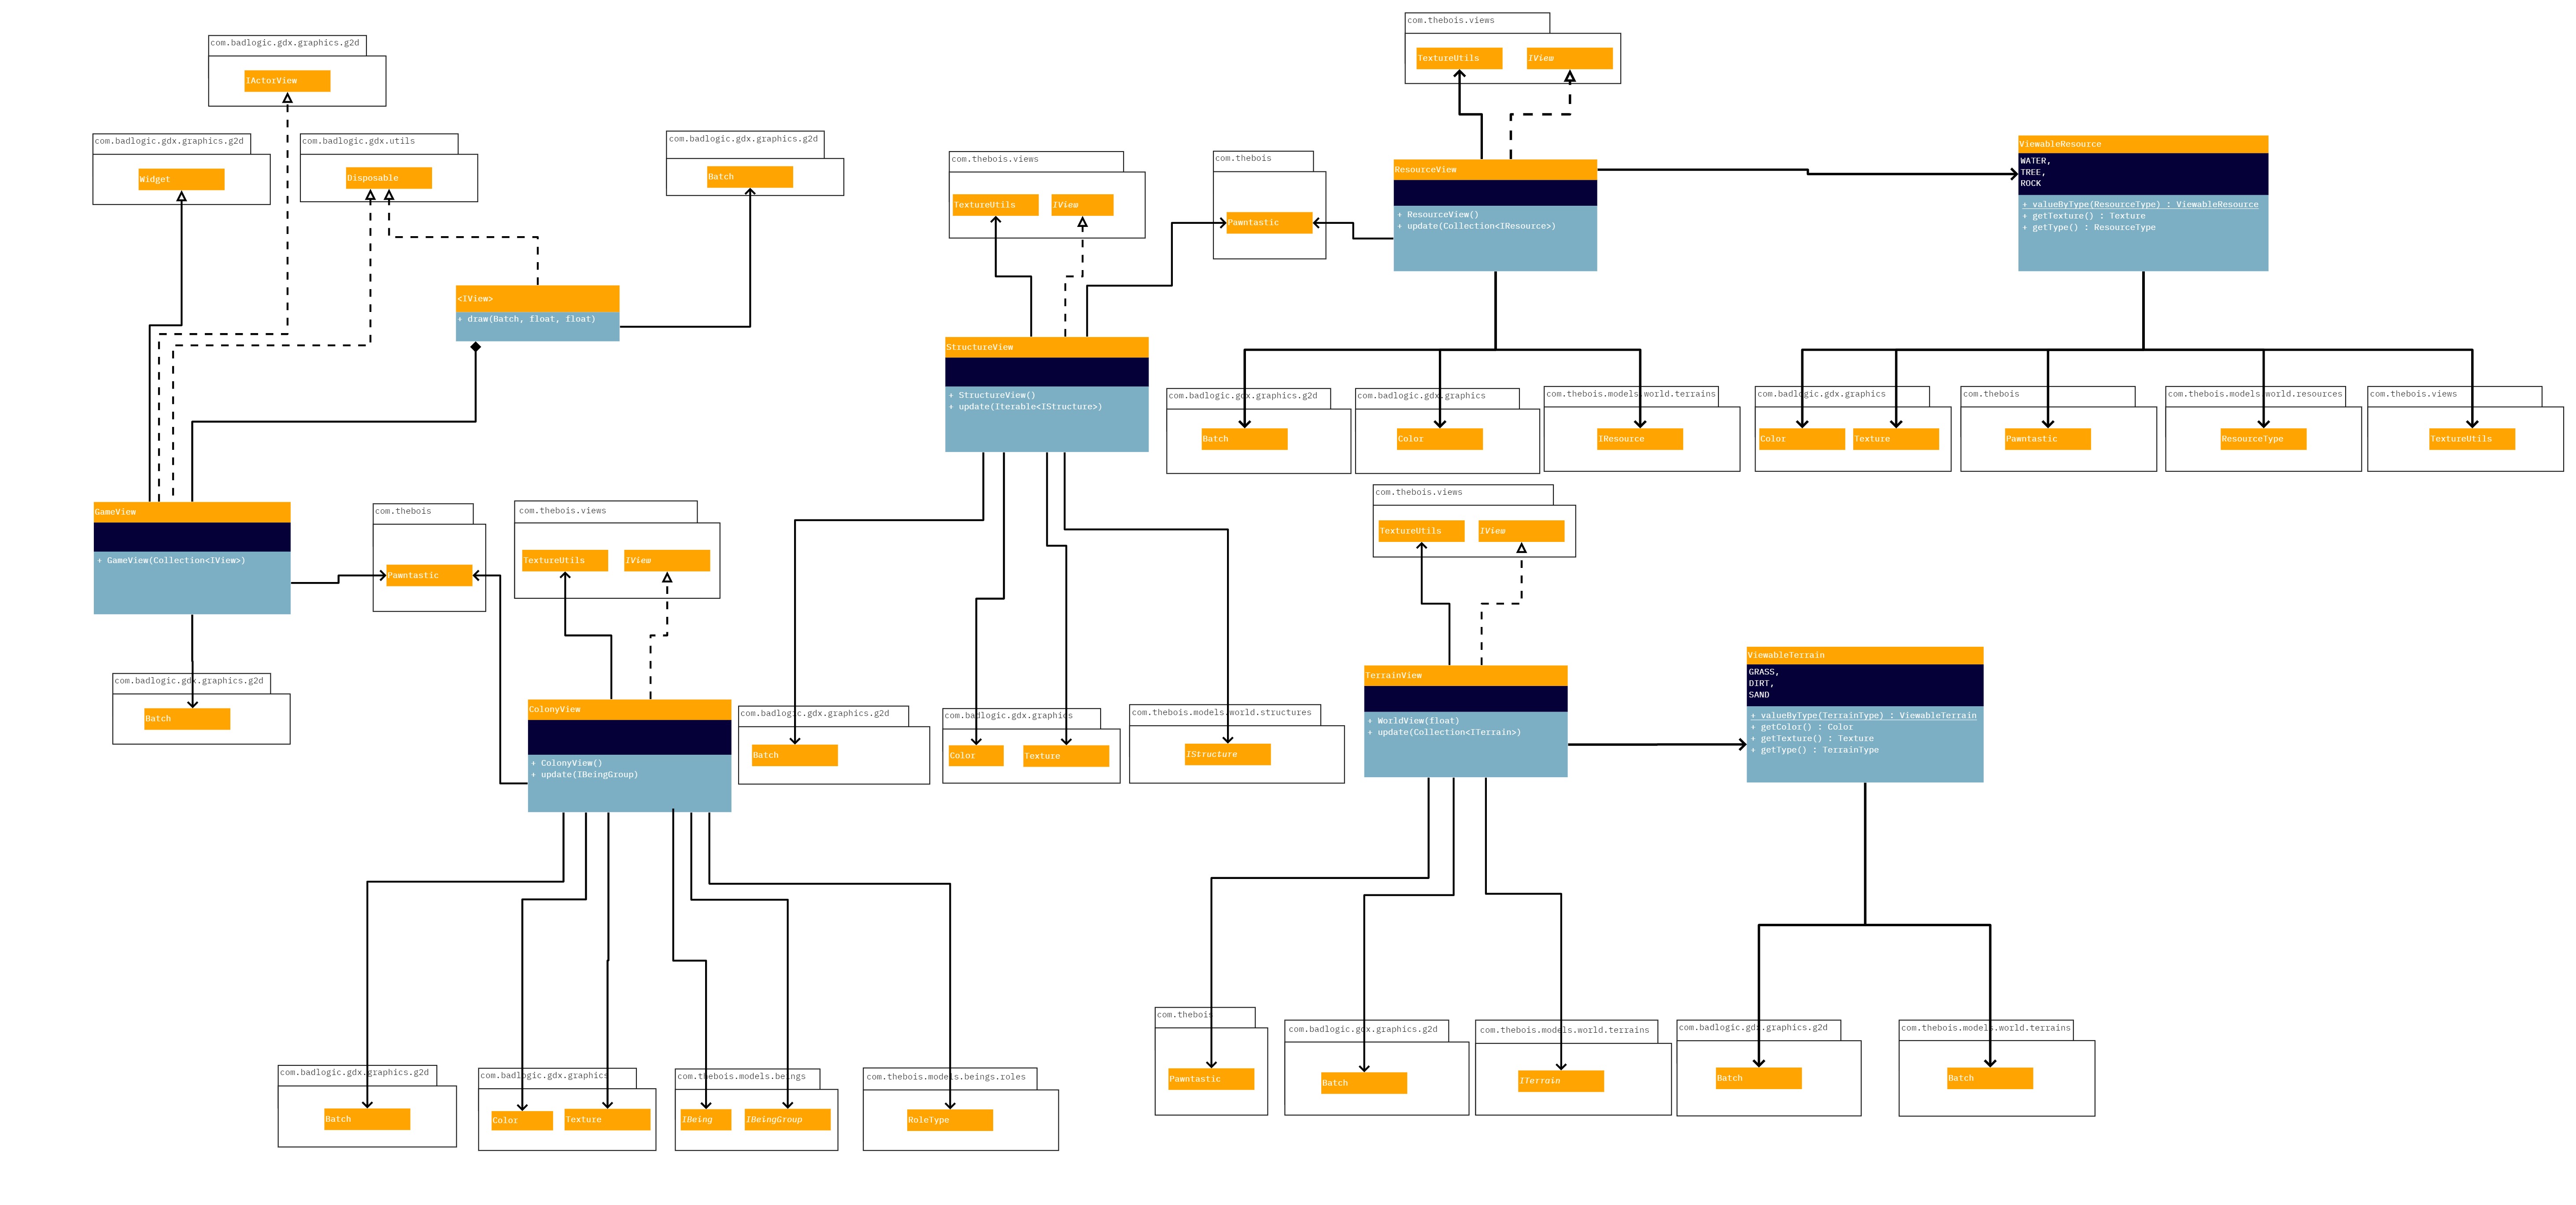 com.badlogic.gdx.graphics.g2d
IActorView
com.badlogic.gdx.graphics.g2d
Widget
com.badlogic.gdx.utils
Disposable
com.badlogic.gdx.graphics.g2d
Batch
<IView>
+ draw(Batch, float, float)
GameView
+ GameView(Collection<IView>)
com.thebois
Pawntastic
com.badlogic.gdx.graphics.g2d
Batch
com.thebois.views
TextureUtils
IView
ColonyView
+ ColonyView()
+ update(IBeingGroup)
com.badlogic.gdx.graphics.g2d
Batch
com.badlogic.gdx.graphics
Color
Texture
com.thebois.models.beings
IBeing
IBeingGroup
com.thebois.models.beings.roles
RoleType
com.thebois.views
TextureUtils
IView
com.thebois
Pawntastic
StructureView
+ StructureView()
+ update(Iterable<IStructure>)
com.badlogic.gdx.graphics.g2d
Batch
com.badlogic.gdx.graphics
Color
Texture
com.thebois.models.world.structures
IStructure
com.thebois.views
TextureUtils
IView
ResourceView
+ ResourceView()
+ update(Collection<IResource>)
com.badlogic.gdx.graphics.g2d
Batch
com.badlogic.gdx.graphics
Color
com.thebois.models.world.terrains
IResource
ViewableResource
WATER,
TREE,
ROCK
+ valueByType(ResourceType) : ViewableResource
+ getTexture() : Texture
+ getType() : ResourceType
com.badlogic.gdx.graphics
Color
Texture
com.thebois
Pawntastic
com.thebois.models.world.resources
ResourceType
com.thebois.views
TextureUtils
com.thebois.views
TextureUtils
IView
TerrainView
+ WorldView(float)
+ update(Collection<ITerrain>)
ViewableTerrain
GRASS,
DIRT,
SAND
+ valueByType(TerrainType) : ViewableTerrain
+ getColor() : Color
+ getTexture() : Texture
+ getType() : TerrainType
com.thebois
Pawntastic
com.badlogic.gdx.graphics.g2d
Batch
com.thebois.models.world.terrains
ITerrain
com.badlogic.gdx.graphics.g2d
Batch
com.thebois.models.world.terrains
Batch